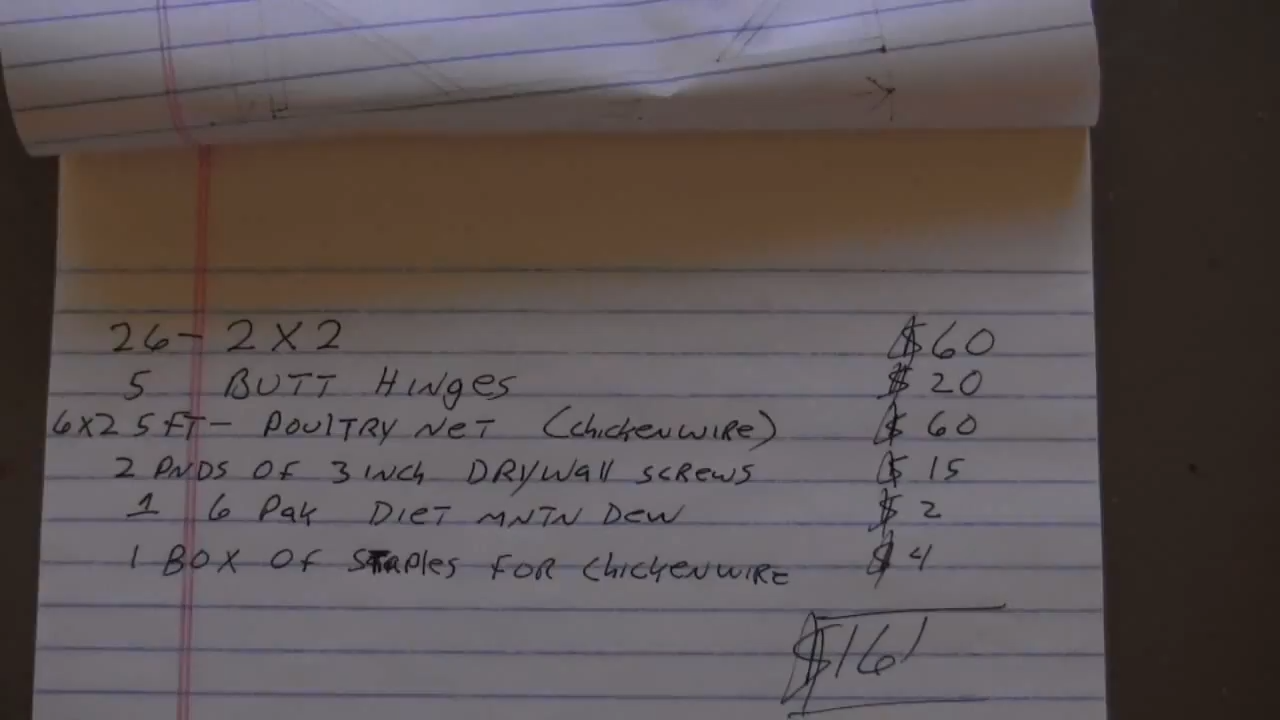 26- 2X2 $60
5 BUTT HINges $20
6X25FT- POULTRY NeT (chickenwiRe) $60
2 PNDS OF 3 INch DRYWall SCREWS $15
1 6 Pak DIeT MNTN Dew $2
1 BOX OF STaples FOR ChickeNWIRE $4
$161